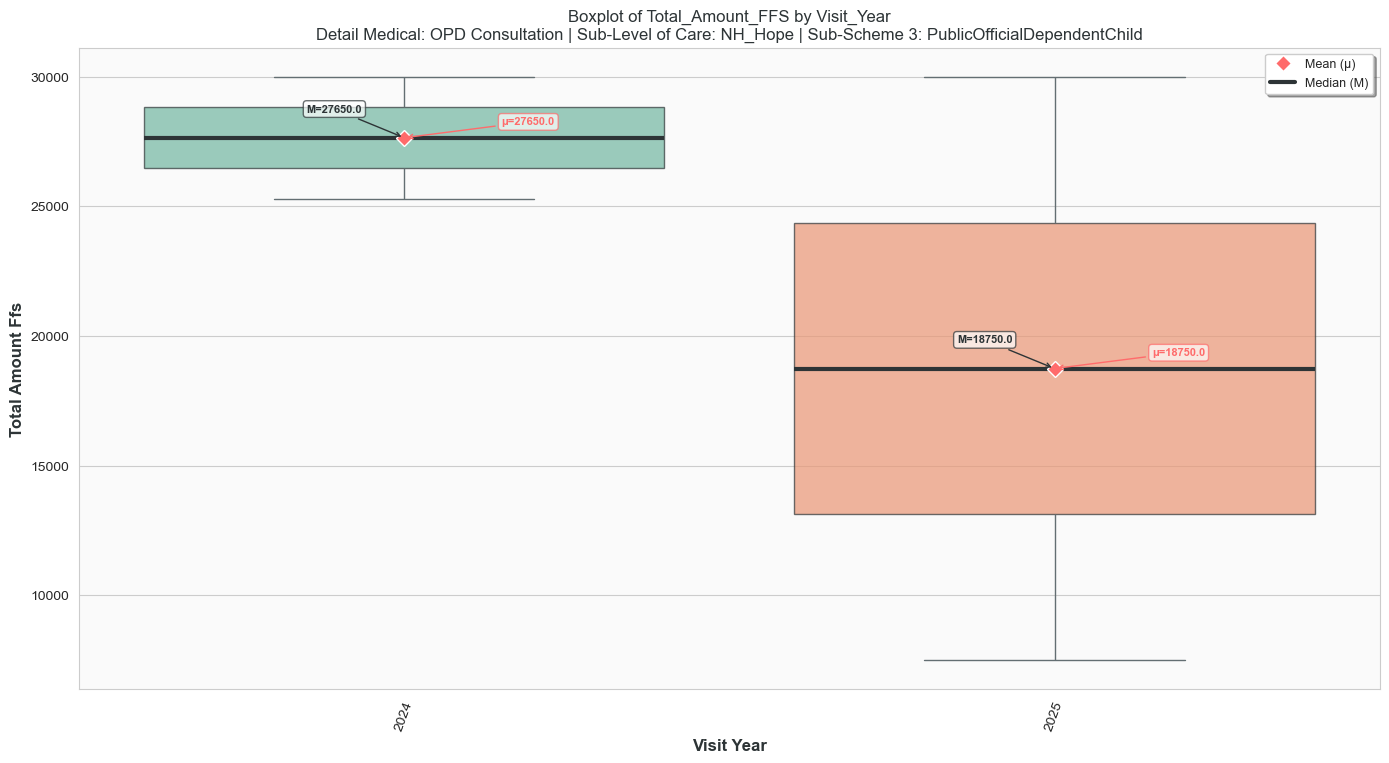 Boxplot of Total_Amount_FFS by Visit_Year
Detail Medical: OPD Consultation | Sub-Level of Care: NH_Hope | Sub-Scheme 3: PublicOfficialDependentChild
Mean (μ)
Median (M)
30000
25000
20000
15000
10000
Total Amount Ffs
M=27650.0
μ=27650.0
M=18750.0
μ=18750.0
2024
2025
Visit Year